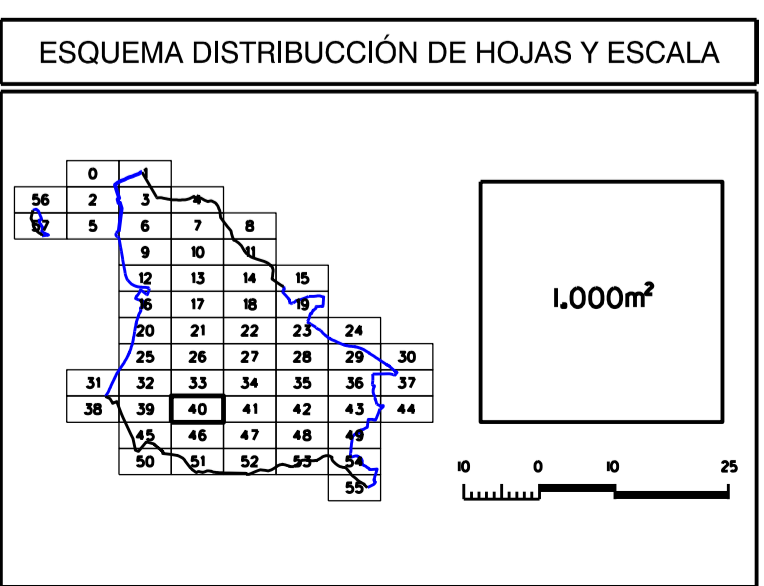 ESQUEMA DISTRIBUCCIÓN DE HOJAS Y ESCALA
0 1
56 2 3 4
57 5 6 7 8
9 10 11
12 13 14 15
16 17 18 19
20 21 22 23 24
25 26 27 28 29 30
31 32 33 34 35 36 37
38 39 40 41 42 43 44
45 46 47 48 49
50 51 52 53 54
55
1.000m²
10 0 10 25